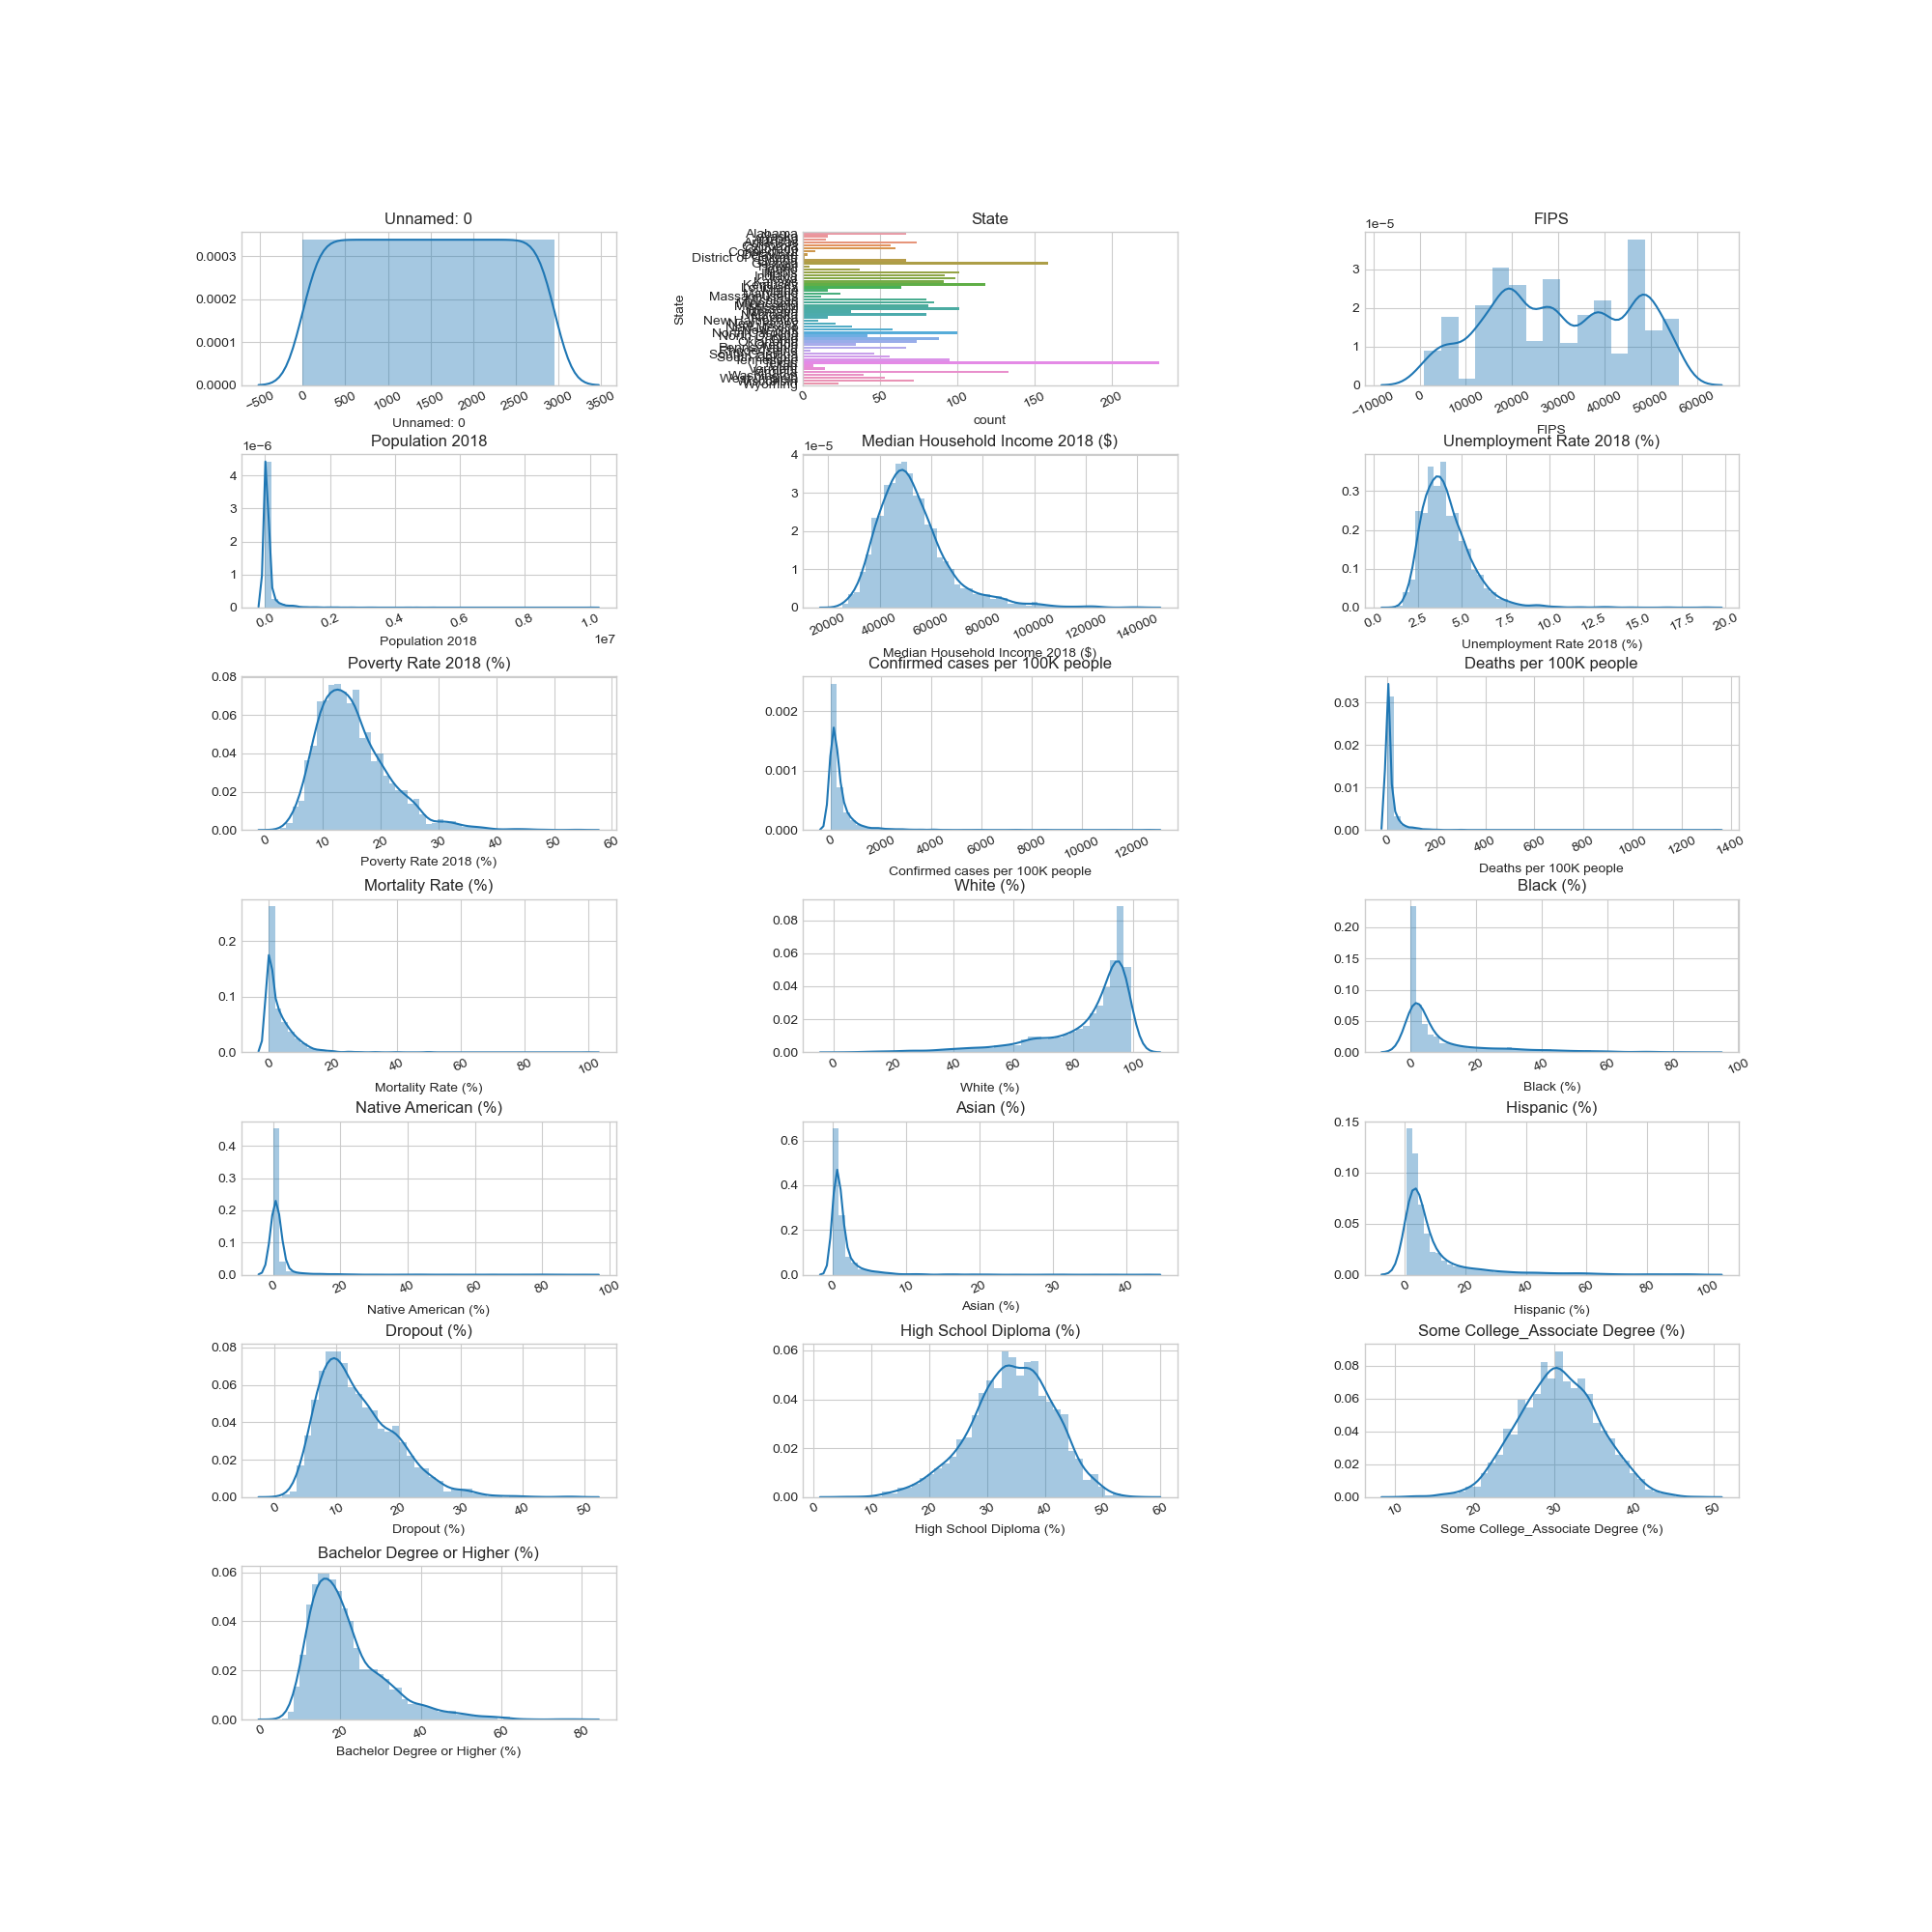 Unnamed: 0
0.0003
0.0002
0.0001
0.0000
−500 0 500 1000 1500 2000 2500 3000 3500
Unnamed: 0
State
State
Alabama
Wyoming
0 50 100 150 200
count
FIPS
1e−5
3
2
1
0
−10000 0 10000 20000 30000 40000 50000 60000
FIPS
Population 2018
1e−6
4
3
2
1
0
0.0 0.2 0.4 0.6 0.8 1.0
1e7
Population 2018
Median Household Income 2018 ($)
1e−5
4
3
2
1
0
20000 40000 60000 80000 100000 120000 140000
Median Household Income 2018 ($)
Unemployment Rate 2018 (%)
0.3
0.2
0.1
0.0
0.0 2.5 5.0 7.5 10.0 12.5 15.0 17.5 20.0
Unemployment Rate 2018 (%)
Poverty Rate 2018 (%)
0.08
0.06
0.04
0.02
0.00
0 10 20 30 40 50 60
Poverty Rate 2018 (%)
Confirmed cases per 100K people
0.002
0.001
0.000
0 2000 4000 6000 8000 10000 12000
Confirmed cases per 100K people
Deaths per 100K people
0.03
0.02
0.01
0.00
0 200 400 600 800 1000 1200 1400
Deaths per 100K people
Mortality Rate (%)
0.2
0.1
0.0
0 20 40 60 80 100
Mortality Rate (%)
White (%)
0.08
0.06
0.04
0.02
0.00
0 20 40 60 80 100
White (%)
Black (%)
0.20
0.15
0.10
0.05
0.00
0 20 40 60 80 100
Black (%)
Native American (%)
0.4
0.3
0.2
0.1
0.0
0 20 40 60 80 100
Native American (%)
Asian (%)
0.6
0.4
0.2
0.0
0 10 20 30 40
Asian (%)
Hispanic (%)
0.15
0.10
0.05
0.00
0 20 40 60 80 100
Hispanic (%)
Dropout (%)
0.08
0.06
0.04
0.02
0.00
0 10 20 30 40 50
Dropout (%)
High School Diploma (%)
0.06
0.04
0.02
0.00
0 10 20 30 40 50 60
High School Diploma (%)
Some College_Associate Degree (%)
0.08
0.06
0.04
0.02
0.00
10 20 30 40 50
Some College_Associate Degree (%)
Bachelor Degree or Higher (%)
0.06
0.04
0.02
0.00
0 20 40 60 80
Bachelor Degree or Higher (%)